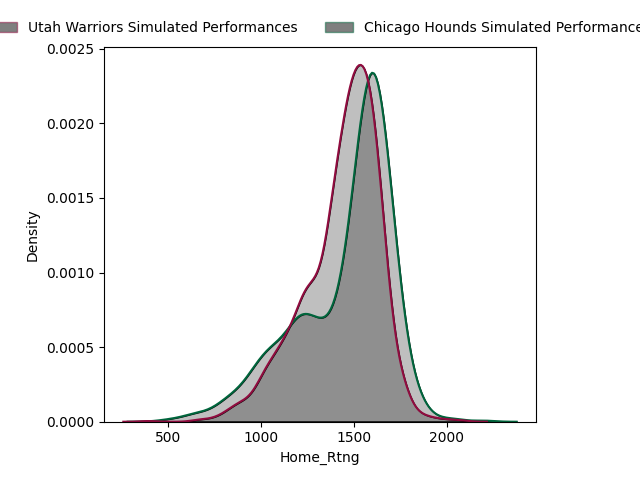 Utah Warriors Simulated Performances
Chicago Hounds Simulated Performance
0.0025
0.0020
0.0015
0.0010
0.0005
0.0000
Density
500 1000 1500 2000
Home_Rtng